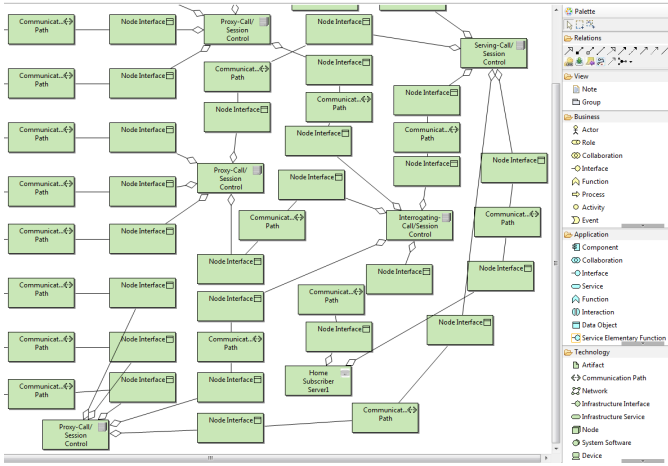 Communicat...
Path
Node Interface
Proxy-Call/
Session
Control
Node Interface
Serving-Call/
Session
Control
Communicat...
Path
Node Interface
Communicat...
Path
Node Interface
Node Interface
Communicat...
Path
Node Interface
Communicat...
Path
Node Interface
Node Interface
Communicat...
Path
Node Interface
Proxy-Call/
Session
Control
Node Interface
Node Interface
Communicat...
Path
Node Interface
Node Interface
Communicat...
Path
Node Interface
Communicat...
Path
Interrogating-
Call/Session
Control
Communicat...
Path
Node Interface
Node Interface
Node Interface
Communicat...
Path
Node Interface
Node Interface
Communicat...
Path
Node Interface
Communicat...
Path
Node Interface
Communicat...
Path
Node Interface
Communicat...
Path
Node Interface
Node Interface
Home
Subscriber
Server1
Proxy-Call/
Session
Control
Node Interface
Communicat...
Path
Palette
Relations
View
Note
Group
Business
Actor
Role
Collaboration
Interface
Function
Process
Activity
Event
Application
Component
Collaboration
Interface
Service
Function
Interaction
Data Object
Service Elementary Function
Technology
Artifact
Communication Path
Network
Infrastructure Interface
Infrastructure Service
Node
System Software
Device